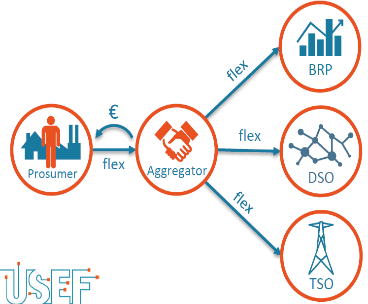 flex
BRP
€
Prosumer
flex
Aggregator
flex
DSO
flex
TSO
USEF